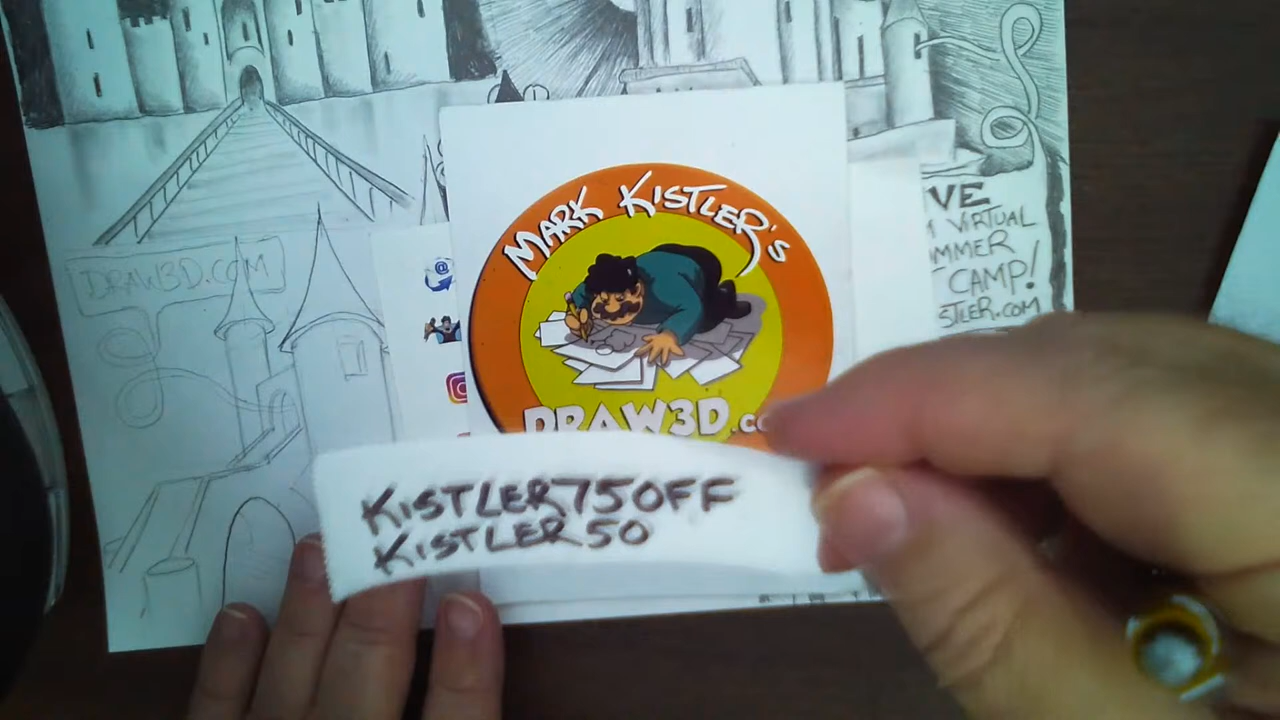 DRAW3D.COM
MARK KISTLER'S
DRAW3D.co
VE
VIRTUAL
MMER
CAMP!
STLER.COM
KISTLER75OFF
KISTLER50